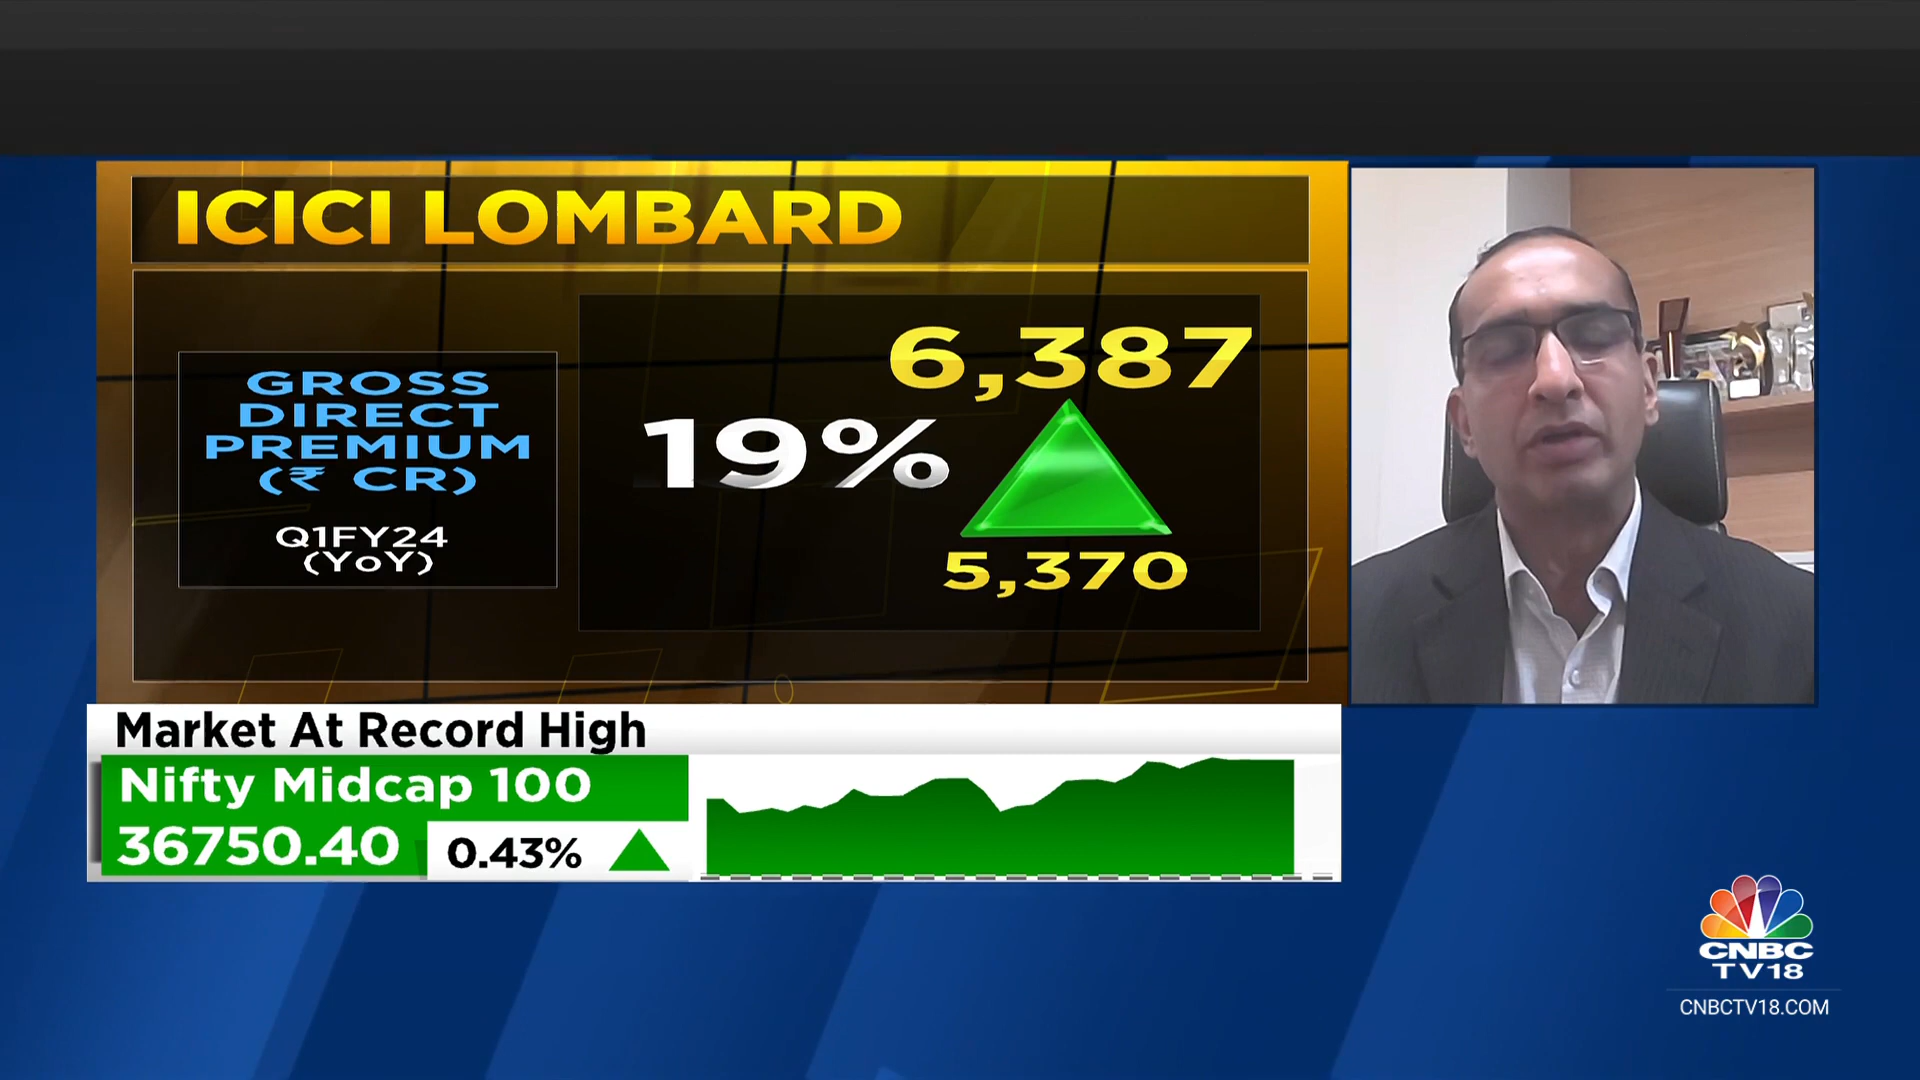 ICICI LOMBARD
GROSS
DIRECT
PREMIUM
(₹ CR)
Q1FY24
(YoY)
6,387
19%
5,370
Market At Record High
Nifty Midcap 100
36750.40
0.43%
CNBC
TV18
CNBCTV18.COM